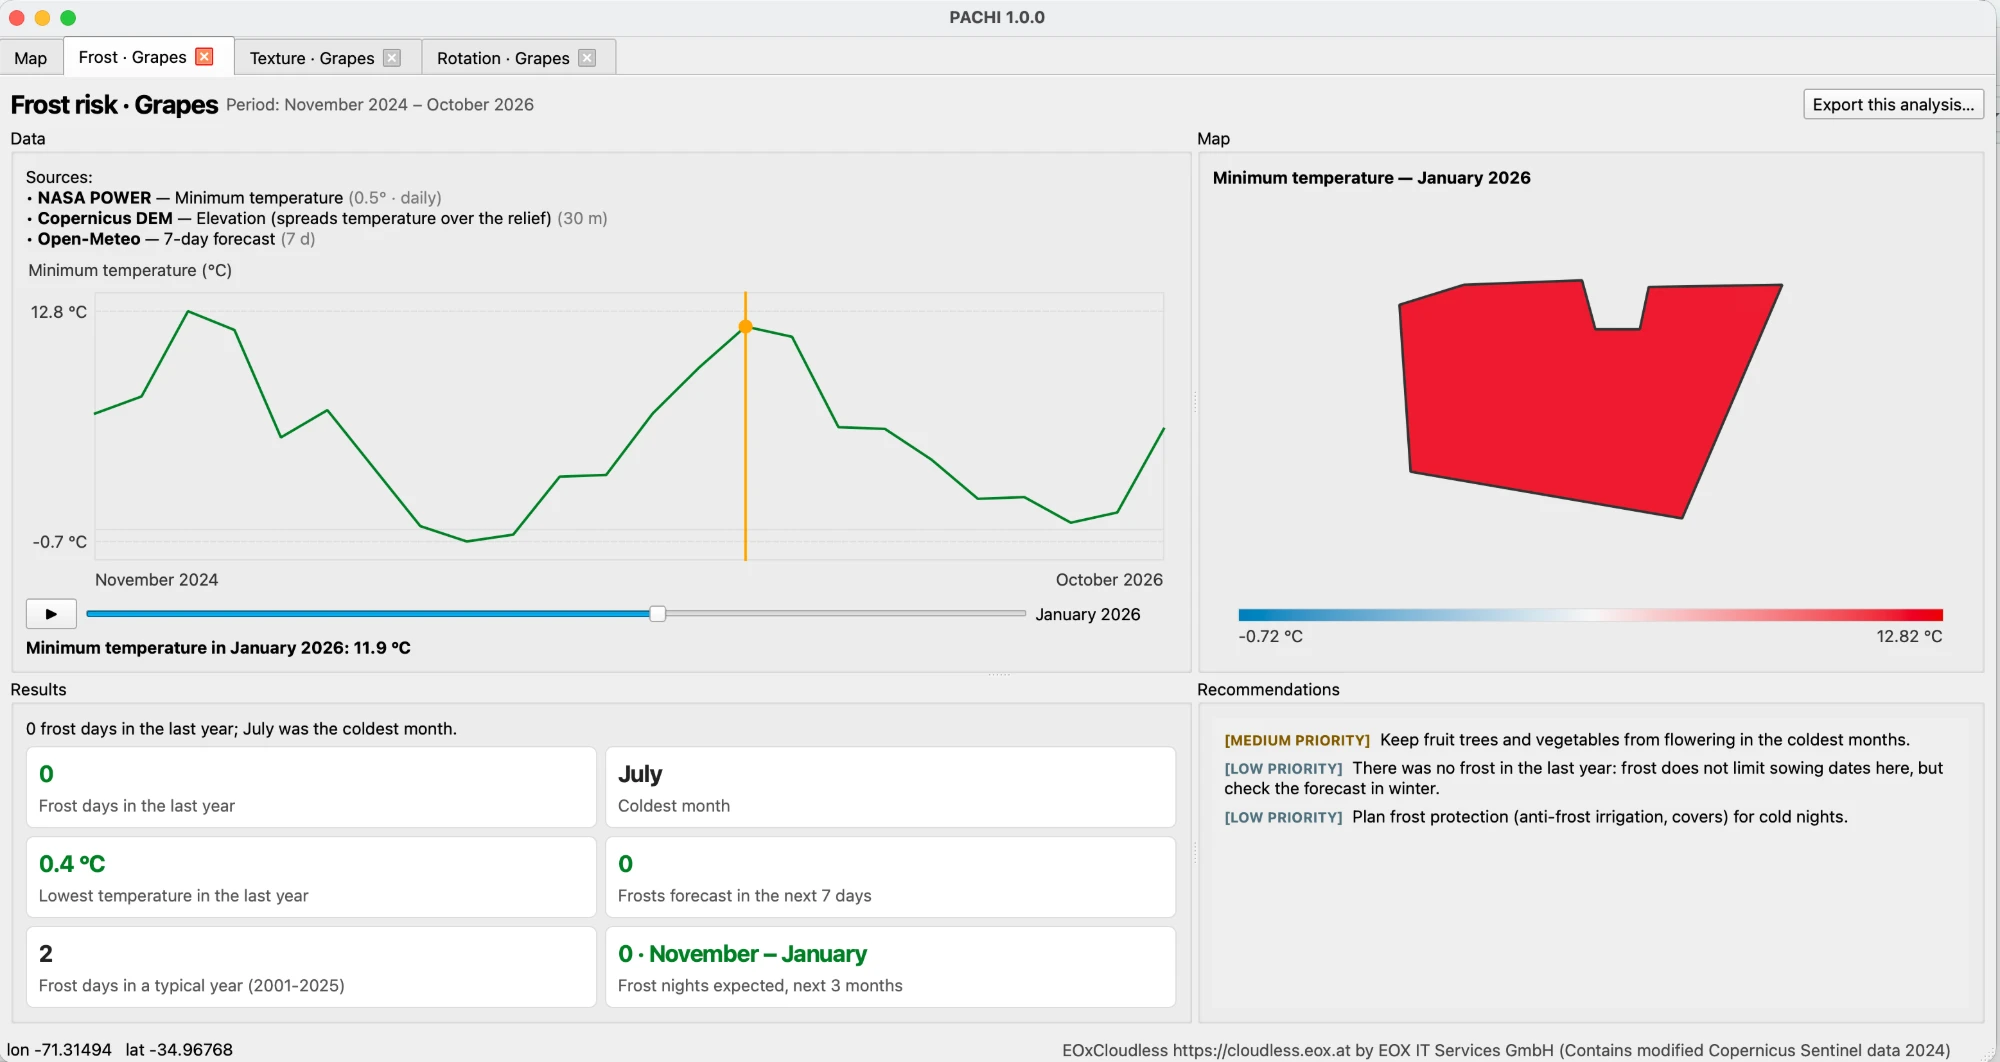 PACHI 1.0.0
Map
Frost · Grapes
Texture · Grapes
Rotation · Grapes
Frost risk · Grapes
Period: November 2024 – October 2026
Export this analysis...
Data
Sources:
• NASA POWER — Minimum temperature (0.5° · daily)
• Copernicus DEM — Elevation (spreads temperature over the relief) (30 m)
• Open-Meteo — 7-day forecast (7 d)
Minimum temperature (°C)
12.8 °C
-0.7 °C
November 2024
October 2026
January 2026
Minimum temperature in January 2026: 11.9 °C
Map
Minimum temperature — January 2026
-0.72 °C
12.82 °C
Results
0 frost days in the last year; July was the coldest month.
0
Frost days in the last year
July
Coldest month
0.4 °C
Lowest temperature in the last year
0
Frosts forecast in the next 7 days
2
Frost days in a typical year (2001-2025)
0 · November – January
Frost nights expected, next 3 months
Recommendations
[MEDIUM PRIORITY] Keep fruit trees and vegetables from flowering in the coldest months.
[LOW PRIORITY] There was no frost in the last year: frost does not limit sowing dates here, but
check the forecast in winter.
[LOW PRIORITY] Plan frost protection (anti-frost irrigation, covers) for cold nights.
lon -71.31494 lat -34.96768
EOxCloudless https://cloudless.eox.at by EOX IT Services GmbH (Contains modified Copernicus Sentinel data 2024)